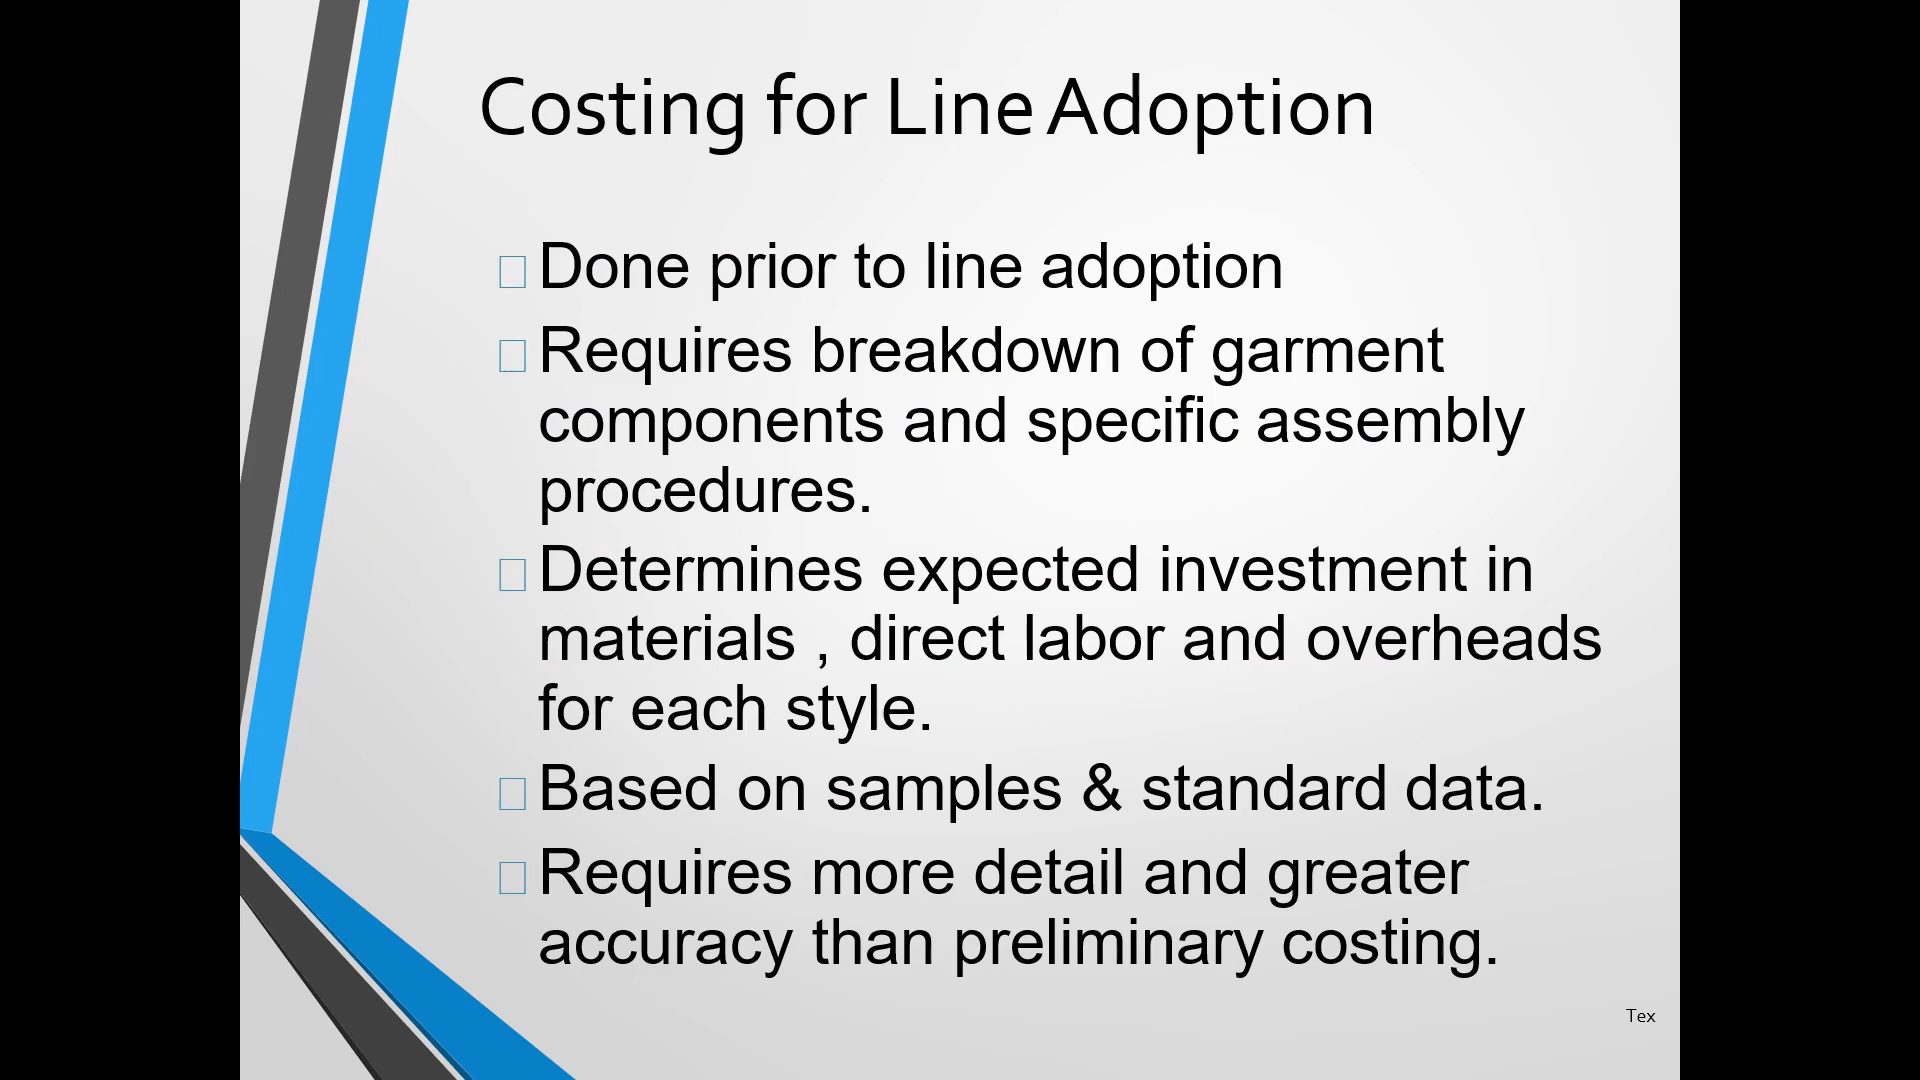 Costing for Line Adoption
Done prior to line adoption
Requires breakdown of garment
components and specific assembly
procedures.
Determines expected investment in
materials , direct labor and overheads
for each style.
Based on samples & standard data.
Requires more detail and greater
accuracy than preliminary costing.
Tex